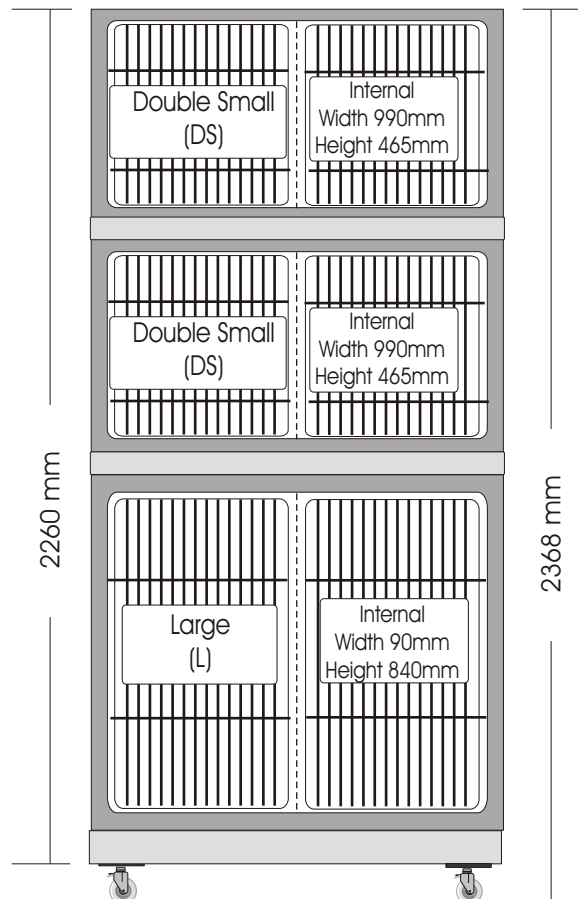 Double Small
(DS)
Internal
Width 990mm
Height 465mm
Double Small
(DS)
Internal
Width 990mm
Height 465mm
2260 mm
2368 mm
Large
(L)
Internal
Width 90mm
Height 840mm